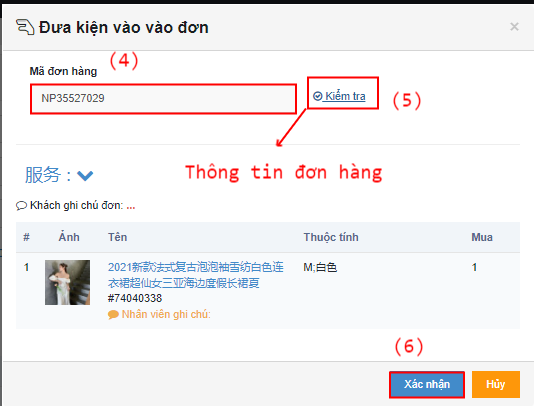 Đưa kiện vào vào đơn
×
(4)
Mã đơn hàng
NP35527029
Kiểm tra
(5)
Thông tin đơn hàng
服务 :
Khách ghi chú đơn: ...
# Ảnh Tên Thuộc tính Mua
1 2021新款法式复古泡泡袖雪纺白色连 M;白色 1
衣裙超仙女三亚海边度假长裙夏
#74040338
Nhân viên ghi chú:
(6)
Xác nhận Hủy